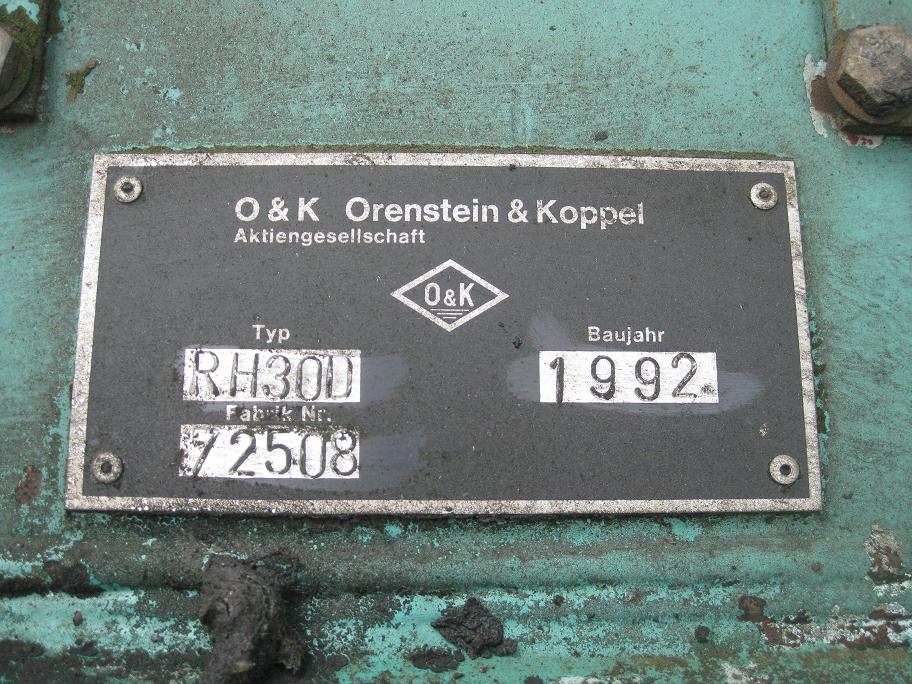 O & K Orenstein & Koppel
Aktiengesellschaft
O&K
Typ
Baujahr
RH30D
1992
Fabrik Nr.
72508